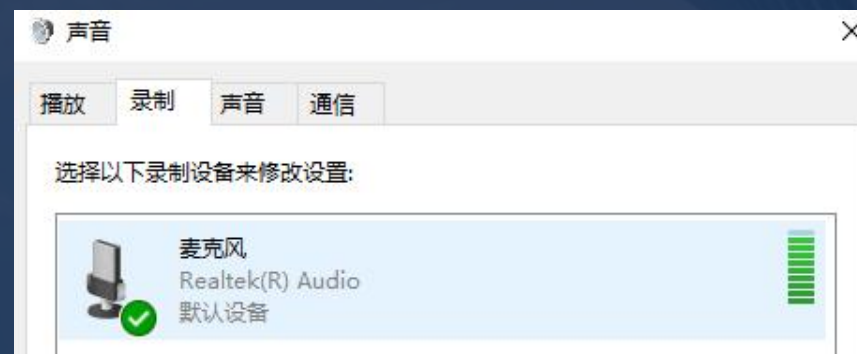 声音
播放 录制 声音 通信
选择以下录制设备来修改设置:
麦克风
Realtek(R) Audio
默认设备